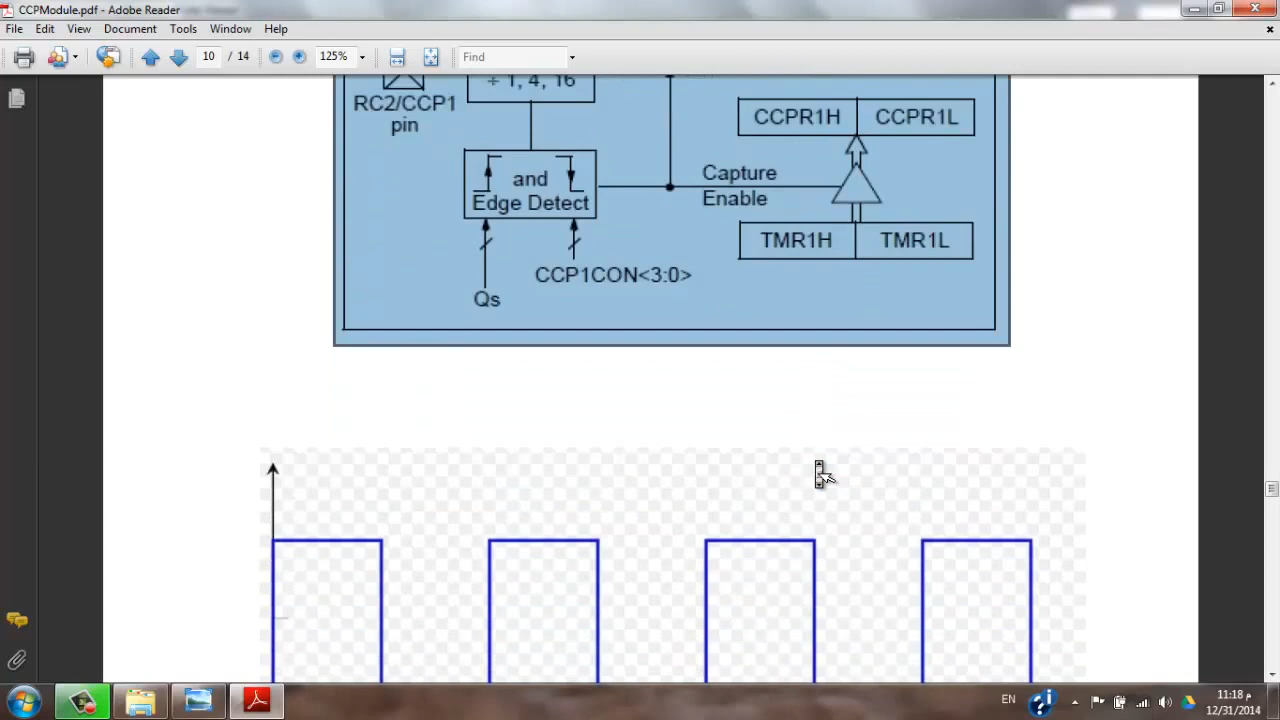 CCPModule.pdf - Adobe Reader
File Edit View Document Tools Window Help
10 / 14 125% Find
÷ 1, 4, 16
RC2/CCP1
pin
CCPR1H CCPR1L
and
Edge Detect
Capture
Enable
TMR1H TMR1L
CCP1CON<3:0>
Qs
EN
11:18 م
12/31/2014